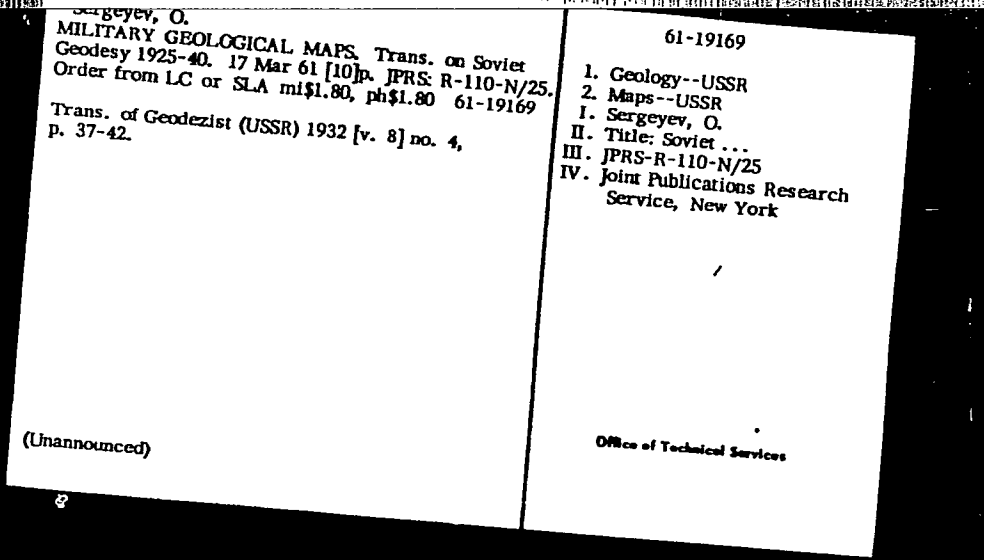 Sergeyev, O.
MILITARY GEOLOGICAL MAPS. Trans. on Soviet
Geodesy 1925-40. 17 Mar 61 [10]p. JPRS: R-110-N/25.
Order from LC or SLA mi$1.80, ph$1.80 61-19169
Trans. of Geodezist (USSR) 1932 [v. 8] no. 4,
p. 37-42.
(Unannounced)
61-19169
1. Geology--USSR
2. Maps--USSR
I. Sergeyev, O.
II. Title: Soviet ...
III. JPRS-R-110-N/25
IV. Joint Publications Research
Service, New York
Office of Technical Services